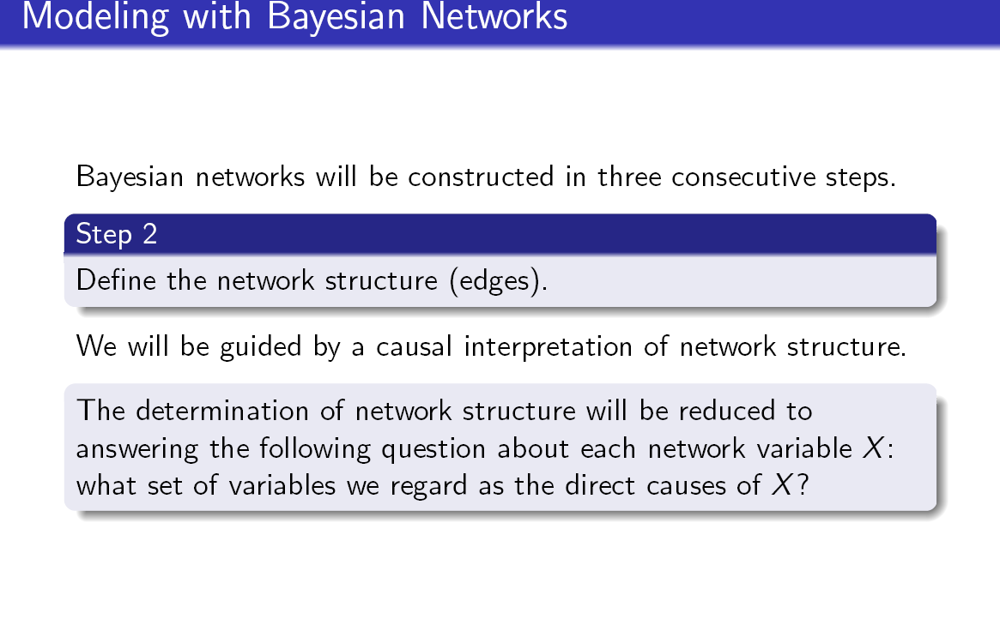 Modeling with Bayesian Networks
Bayesian networks will be constructed in three consecutive steps.
Step 2
Define the network structure (edges).
We will be guided by a causal interpretation of network structure.
The determination of network structure will be reduced to
answering the following question about each network variable X:
what set of variables we regard as the direct causes of X?